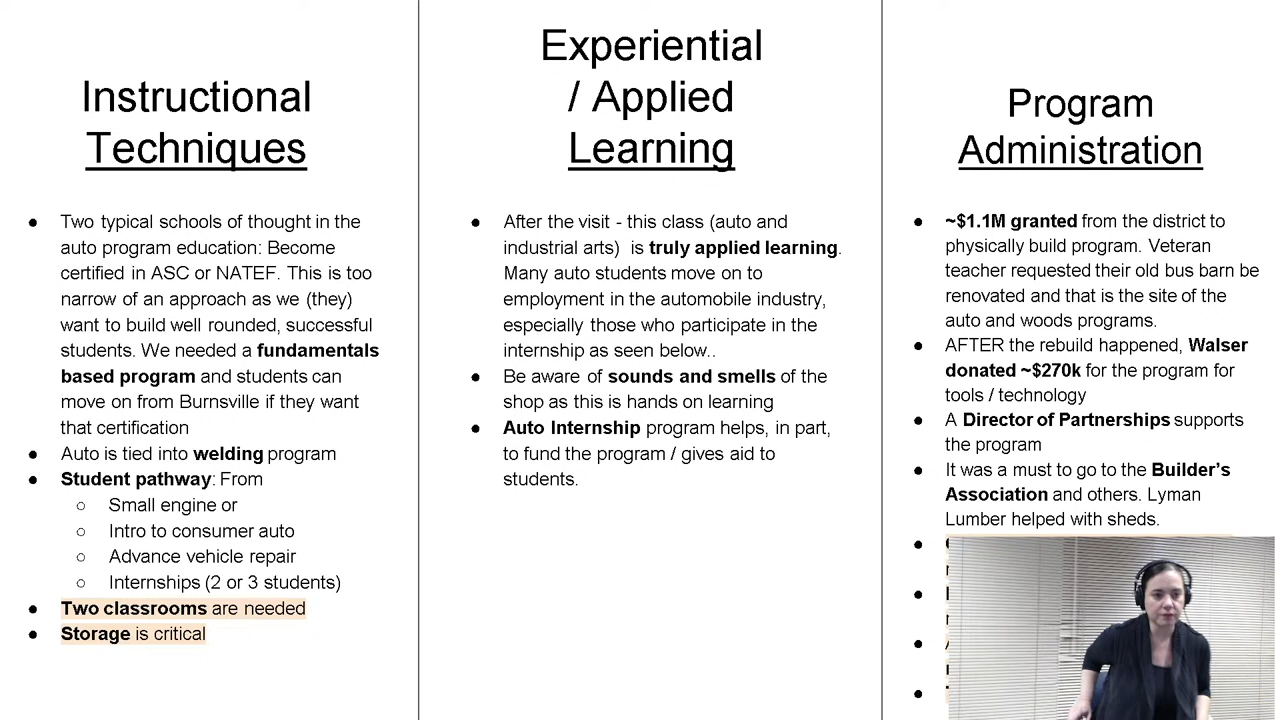 Instructional
Techniques
● Two typical schools of thought in the
auto program education: Become
certified in ASC or NATEF. This is too
narrow of an approach as we (they)
want to build well rounded, successful
students. We needed a fundamentals
based program and students can
move on from Burnsville if they want
that certification
● Auto is tied into welding program
● Student pathway: From
○ Small engine or
○ Intro to consumer auto
○ Advance vehicle repair
○ Internships (2 or 3 students)
● Two classrooms are needed
● Storage is critical
Experiential
/ Applied
Learning
● After the visit - this class (auto and
industrial arts) is truly applied learning.
Many auto students move on to
employment in the automobile industry,
especially those who participate in the
internship as seen below..
● Be aware of sounds and smells of the
shop as this is hands on learning
● Auto Internship program helps, in part,
to fund the program / gives aid to
students.
Program
Administration
● ~$1.1M granted from the district to
physically build program. Veteran
teacher requested their old bus barn be
renovated and that is the site of the
auto and woods programs.
● AFTER the rebuild happened, Walser
donated ~$270k for the program for
tools / technology
● A Director of Partnerships supports
the program
● It was a must to go to the Builder’s
Association and others. Lyman
Lumber helped with sheds.